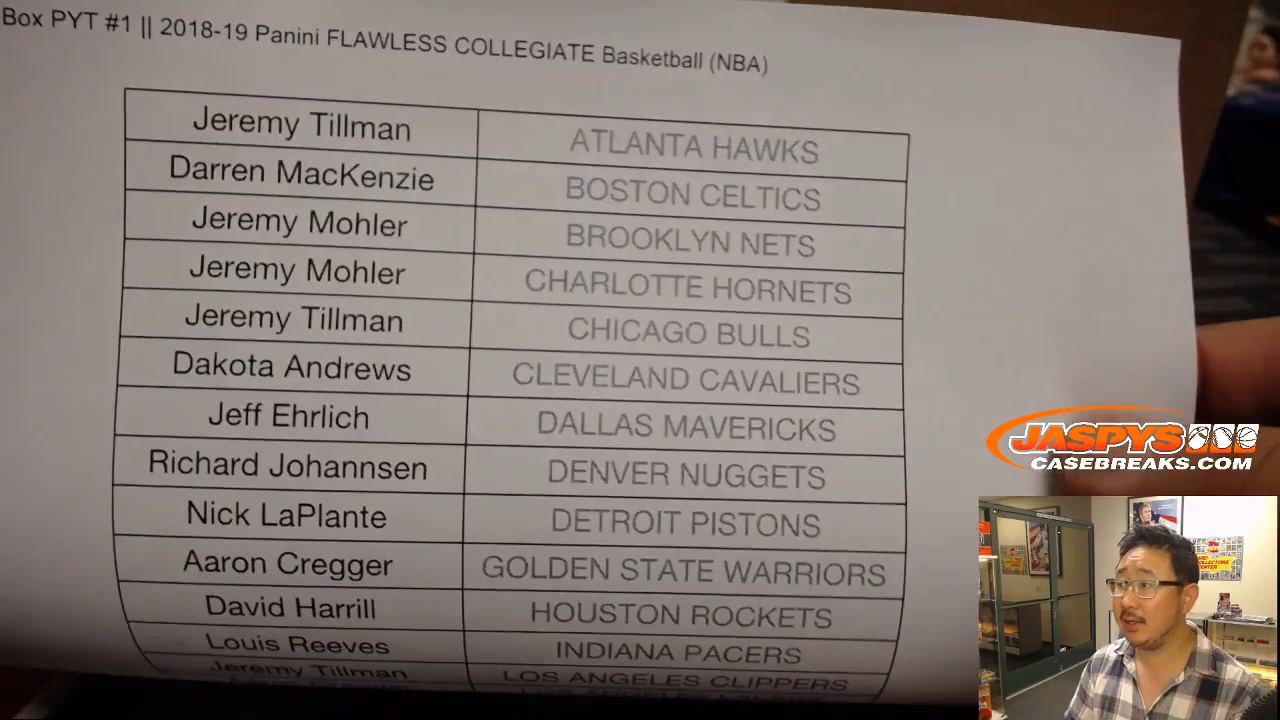 Box PYT #1 || 2018-19 Panini FLAWLESS COLLEGIATE Basketball (NBA)
Jeremy Tillman ATLANTA HAWKS
Darren MacKenzie BOSTON CELTICS
Jeremy Mohler BROOKLYN NETS
Jeremy Mohler CHARLOTTE HORNETS
Jeremy Tillman CHICAGO BULLS
Dakota Andrews CLEVELAND CAVALIERS
Jeff Ehrlich DALLAS MAVERICKS
Richard Johannsen DENVER NUGGETS
Nick LaPlante DETROIT PISTONS
Aaron Cregger GOLDEN STATE WARRIORS
David Harrill HOUSTON ROCKETS
Louis Reeves INDIANA PACERS
Jeremy Tillman LOS ANGELES CLIPPERS
JASPYS
CASEBREAKS.COM